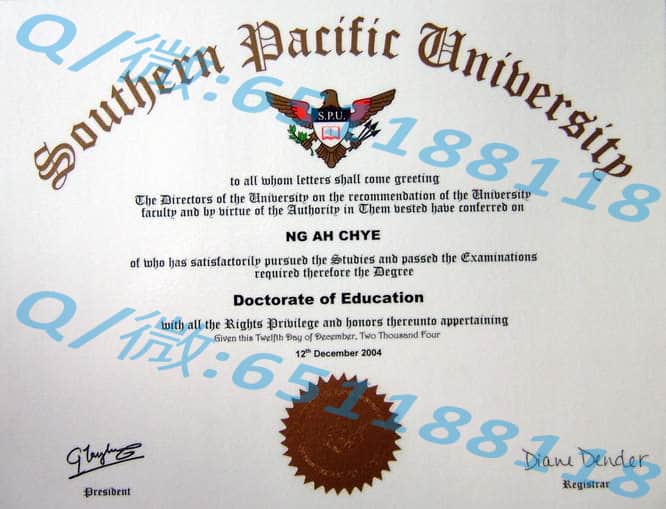 Southern Pacific University
Q/微:651188118
S.P.U.
to all whom letters shall come greeting
The Directors of the University on the recommendation of the University
faculty and by virtue of the Authority in Them vested have conferred on
NG AH CHYE
of who has satisfactorily pursued the Studies and passed the Examinations
required therefore the Degree
Doctorate of Education
with all the Rights Privilege and honors thereunto appertaining
Given this Twelfth Day of December, Two Thousand Four
12th December 2004
Q/微:651188118
Diane Dender
President
Registrar